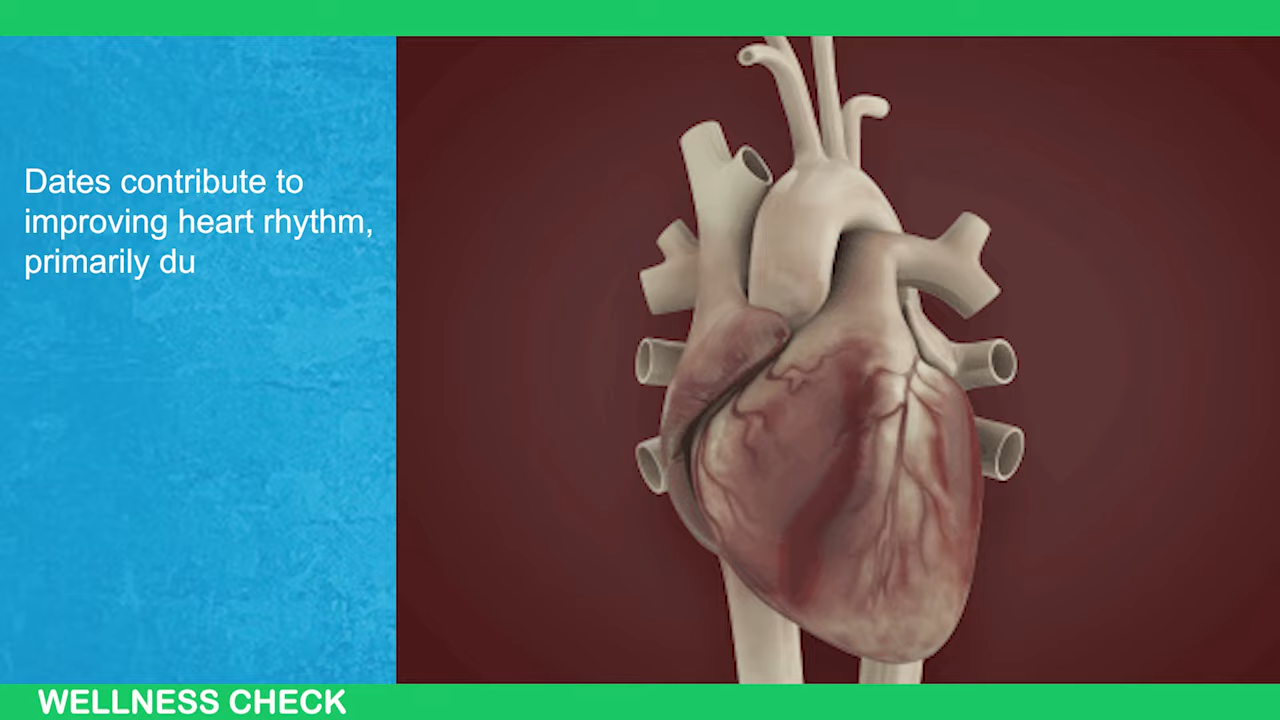 Dates contribute to
improving heart rhythm,
primarily du
WELLNESS CHECK